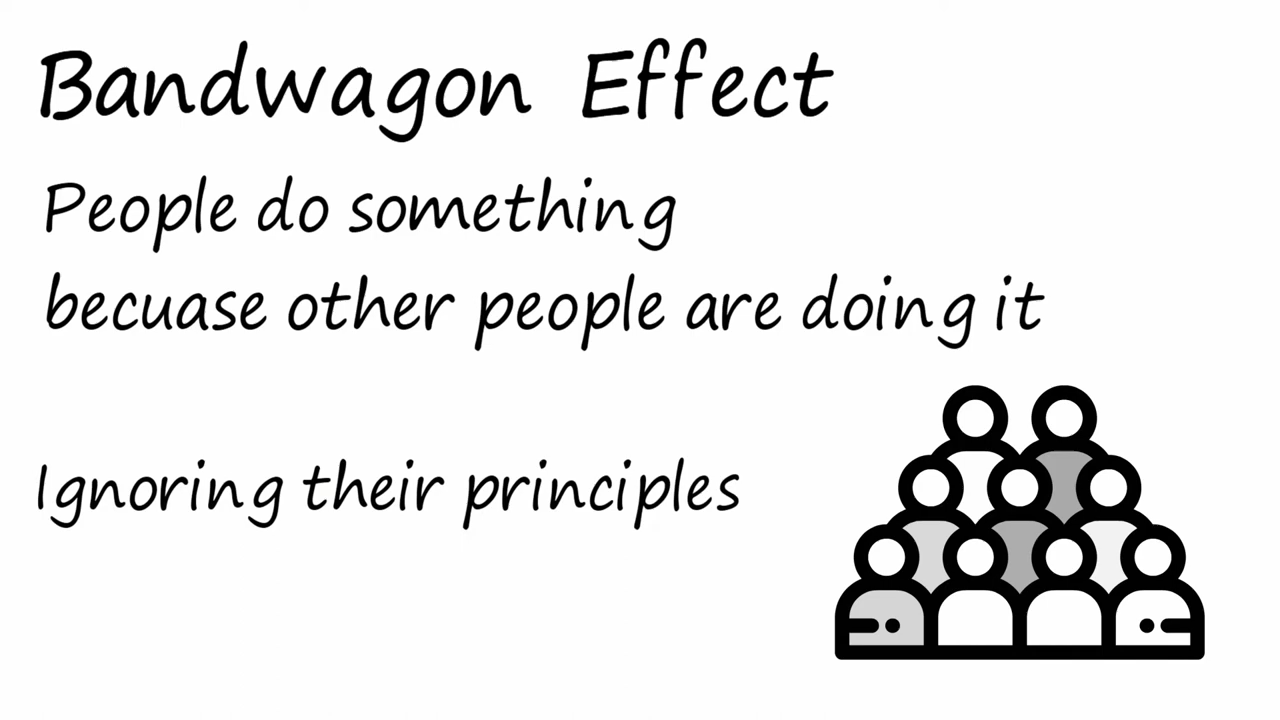 Bandwagon Effect
People do something
becuase other people are doing it
Ignoring their principles